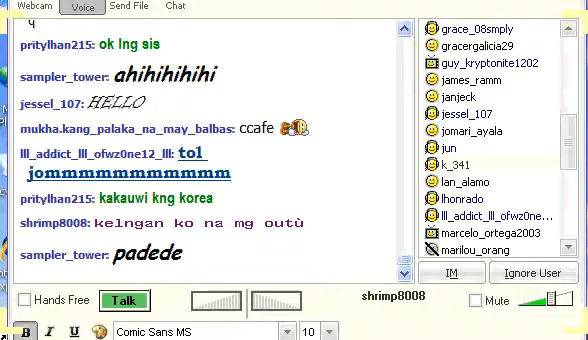 Webcam Voice Send File Chat
q
pritylhan215: ok lng sis
sampler_tower: ahihihihihi
jessel_107: HELLO
mukha.kang_palaka_na_may_balbas: ccafe
lll_addict_lll_ofwz0ne12_lll: tol
jommmmmmmmmmm
pritylhan215: kakauwi kng korea
shrimp8008: kelngan ko na mg outù
sampler_tower: padede
grace_08smply
gracergalicia29
guy_kryptonite1202
james_ramm
janjeck
jessel_107
jomari_ayala
jun
k_341
lan_alamo
lhonrado
lll_addict_lll_ofwz0ne...
marcelo_ortega2003
marilou_orang
IM Ignore User
Hands Free Talk shrimp8008 Mute
B I U Comic Sans MS 10